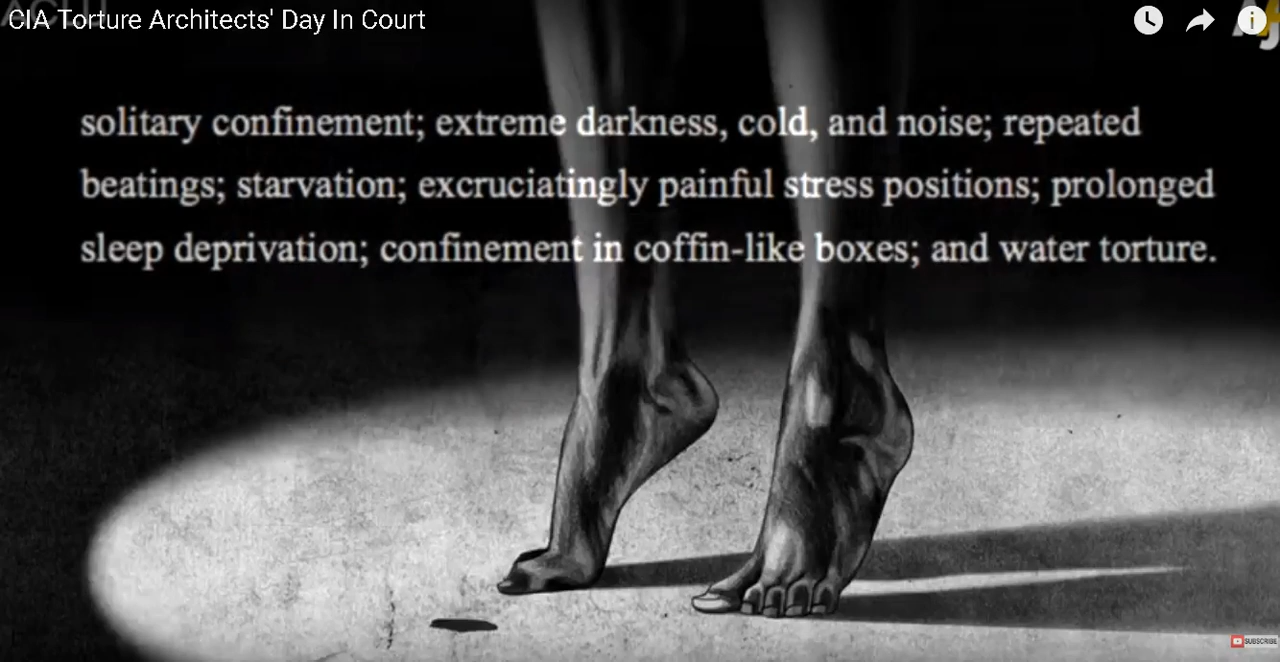 CIA Torture Architects' Day In Court
solitary confinement; extreme darkness, cold, and noise; repeated
beatings; starvation; excruciatingly painful stress positions; prolonged
sleep deprivation; confinement in coffin-like boxes; and water torture.
SUBSCRIBE